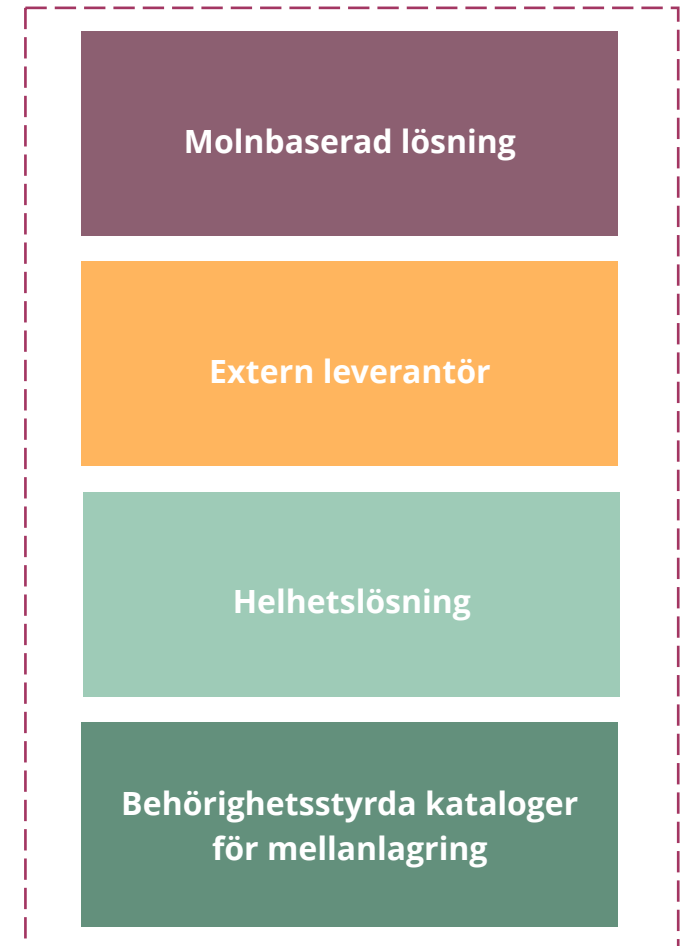 Molnbaserad lösning
Extern leverantör
Helhetslösning
Behörighetsstyrda kataloger
för mellanlagring